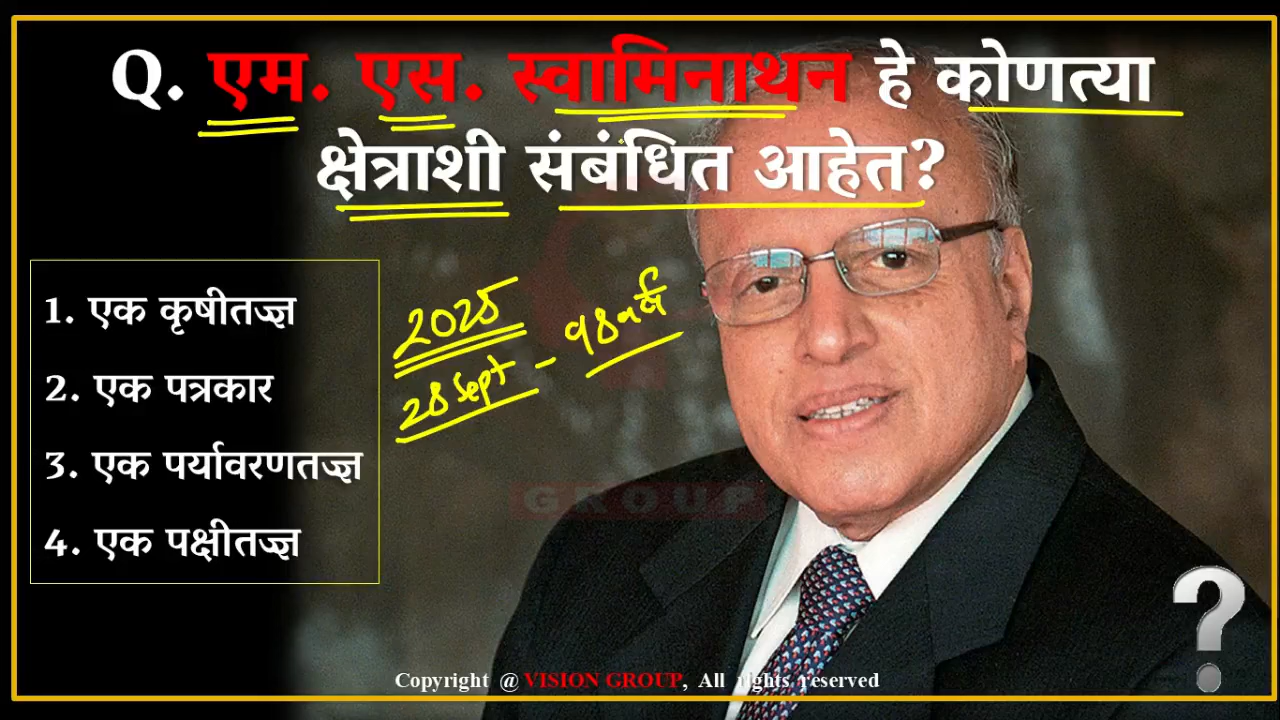 Q. एम. एस. स्वामिनाथन हे कोणत्या
क्षेत्राशी संबंधित आहेत?
1. एक कृषीतज्ज्ञ
2. एक पत्रकार
3. एक पर्यावरणतज्ज्ञ
4. एक पक्षीतज्ज्ञ
2025
28 Sept - 98 वर्ष
GROUP
Copyright @ VISION GROUP, All rights reserved